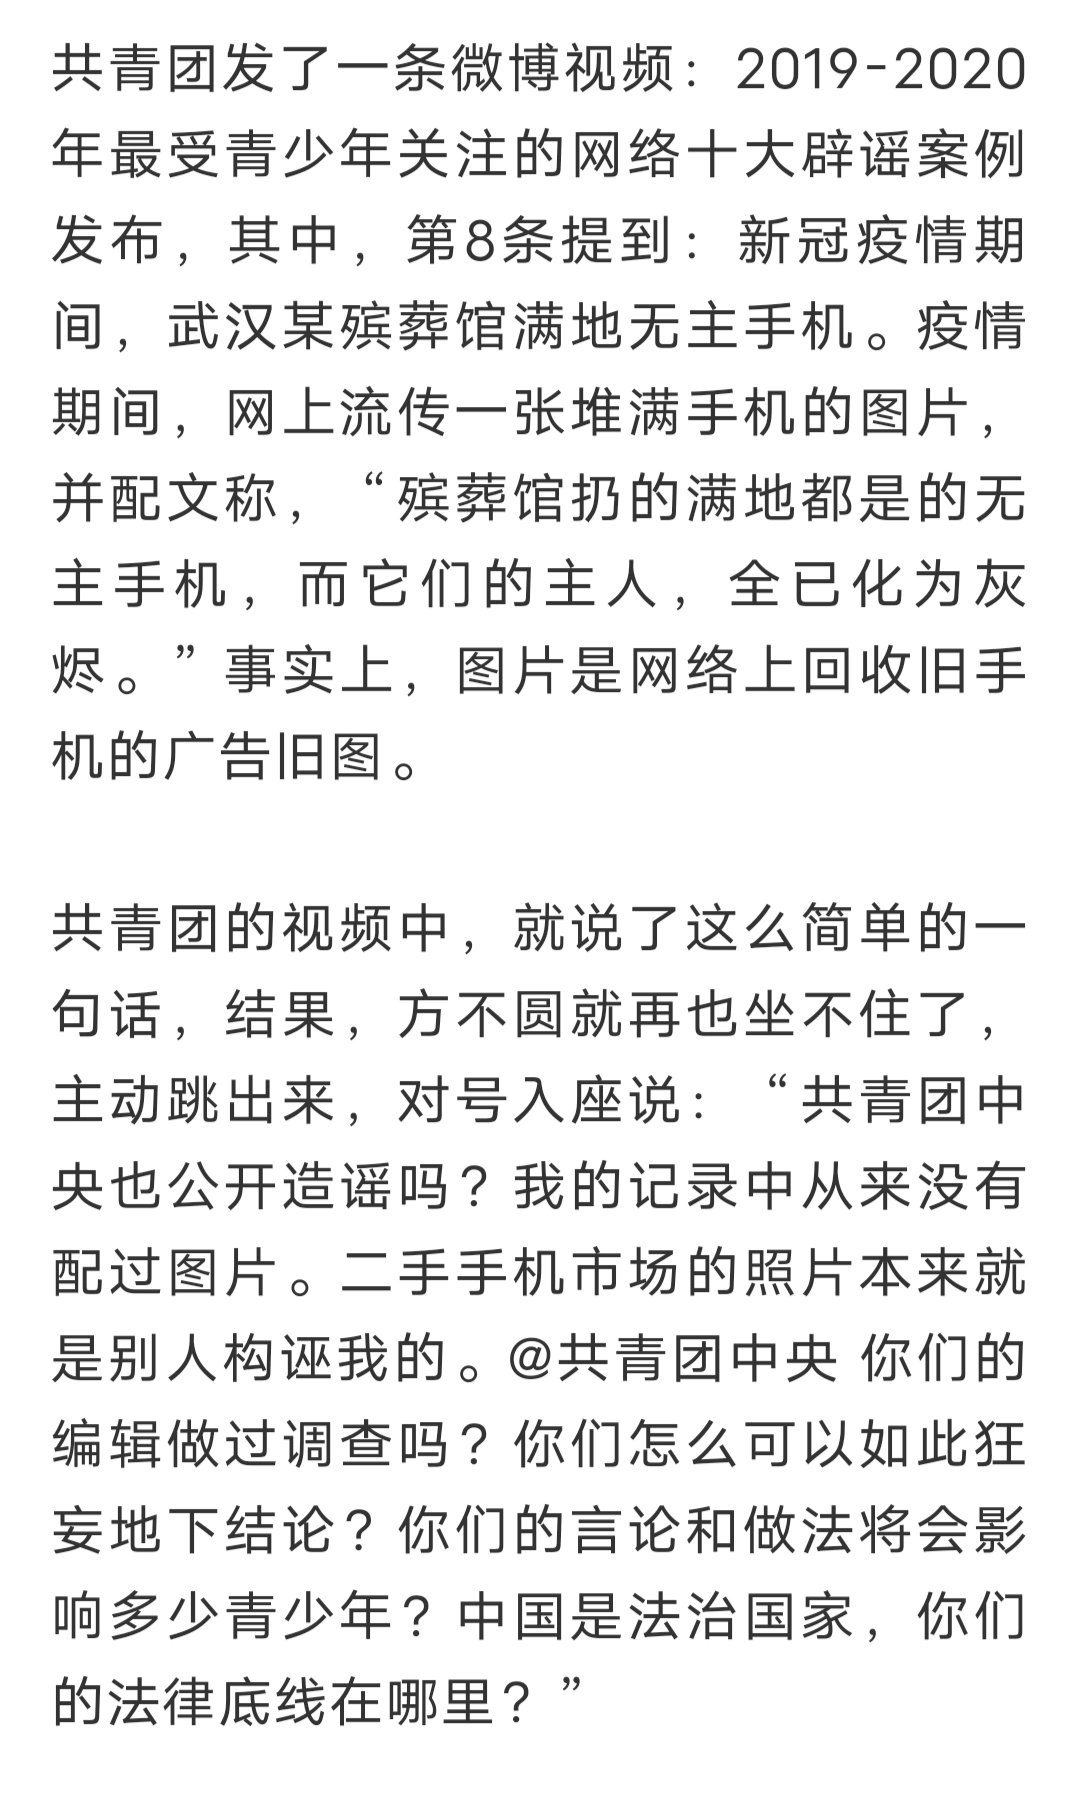 共青团发了一条微博视频：2019-2020
年最受青少年关注的网络十大辟谣案例
发布，其中，第8条提到：新冠疫情期
间，武汉某殡葬馆满地无主手机。疫情
期间，网上流传一张堆满手机的图片，
并配文称，“殡葬馆扔的满地都是的无
主手机，而它们的主人，全已化为灰
烬。”事实上，图片是网络上回收旧手
机的广告旧图。
共青团的视频中，就说了这么简单的一
句话，结果，方不圆就再也坐不住了，
主动跳出来，对号入座说：“共青团中
央也公开造谣吗？我的记录中从来没有
配过图片。二手手机市场的照片本来就
是别人构诬我的。@共青团中央 你们的
编辑做过调查吗？你们怎么可以如此狂
妄地下结论？你们的言论和做法将会影
响多少青少年？中国是法治国家，你们
的法律底线在哪里？”